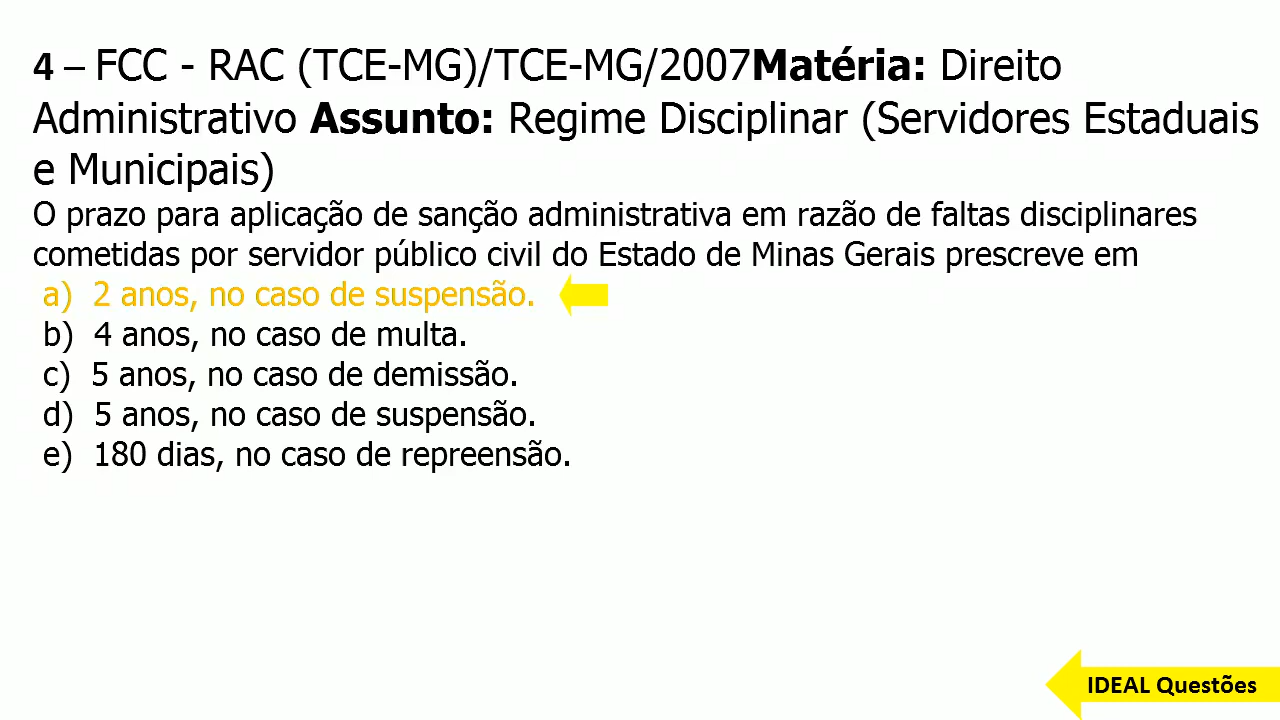 4 – FCC - RAC (TCE-MG)/TCE-MG/2007Matéria: Direito
Administrativo Assunto: Regime Disciplinar (Servidores Estaduais
e Municipais)
O prazo para aplicação de sanção administrativa em razão de faltas disciplinares
cometidas por servidor público civil do Estado de Minas Gerais prescreve em
a) 2 anos, no caso de suspensão.
b) 4 anos, no caso de multa.
c) 5 anos, no caso de demissão.
d) 5 anos, no caso de suspensão.
e) 180 dias, no caso de repreensão.
IDEAL Questões